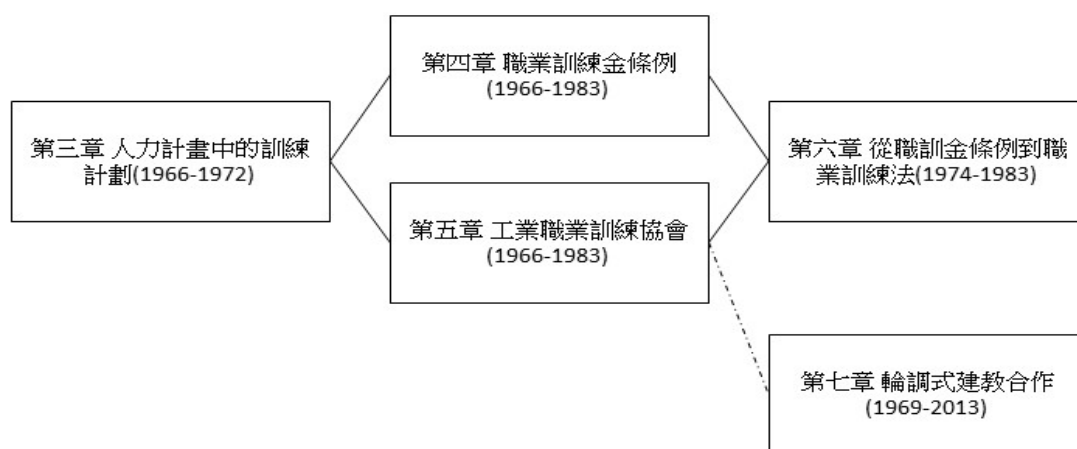 第四章 職業訓練金條例
(1966-1983)
第三章 人力計畫中的訓練
計劃(1966-1972)
第六章 從職訓金條例到職
業訓練法(1974-1983)
第五章 工業職業訓練協會
(1966-1983)
第七章 輪調式建教合作
(1969-2013)